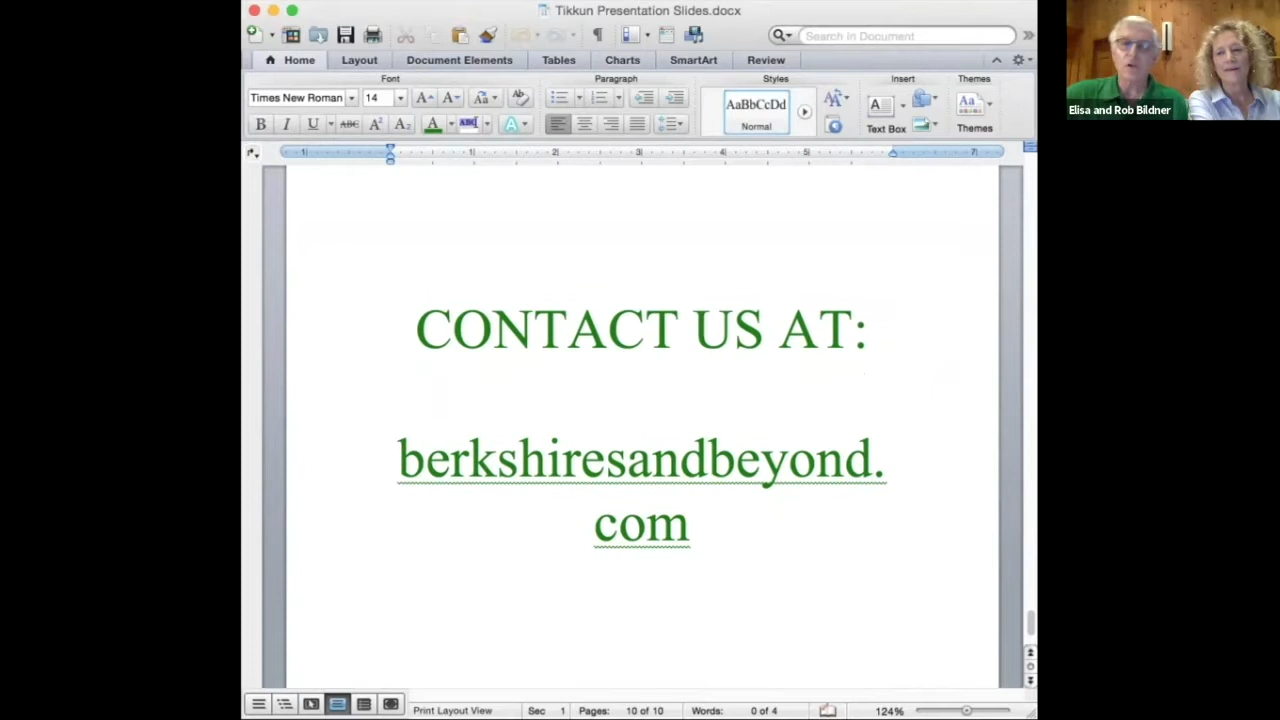 Tikkun Presentation Slides.docx
Search in Document
Home Layout Document Elements Tables Charts SmartArt Review
Font Paragraph Styles Insert Themes
Times New Roman 14
AaBbCcDd
Normal
Text Box
Themes
Elisa and Rob Bildner
CONTACT US AT:
berkshiresandbeyond.
com
Print Layout View Sec 1 Pages: 10 of 10 Words: 0 of 4 124%